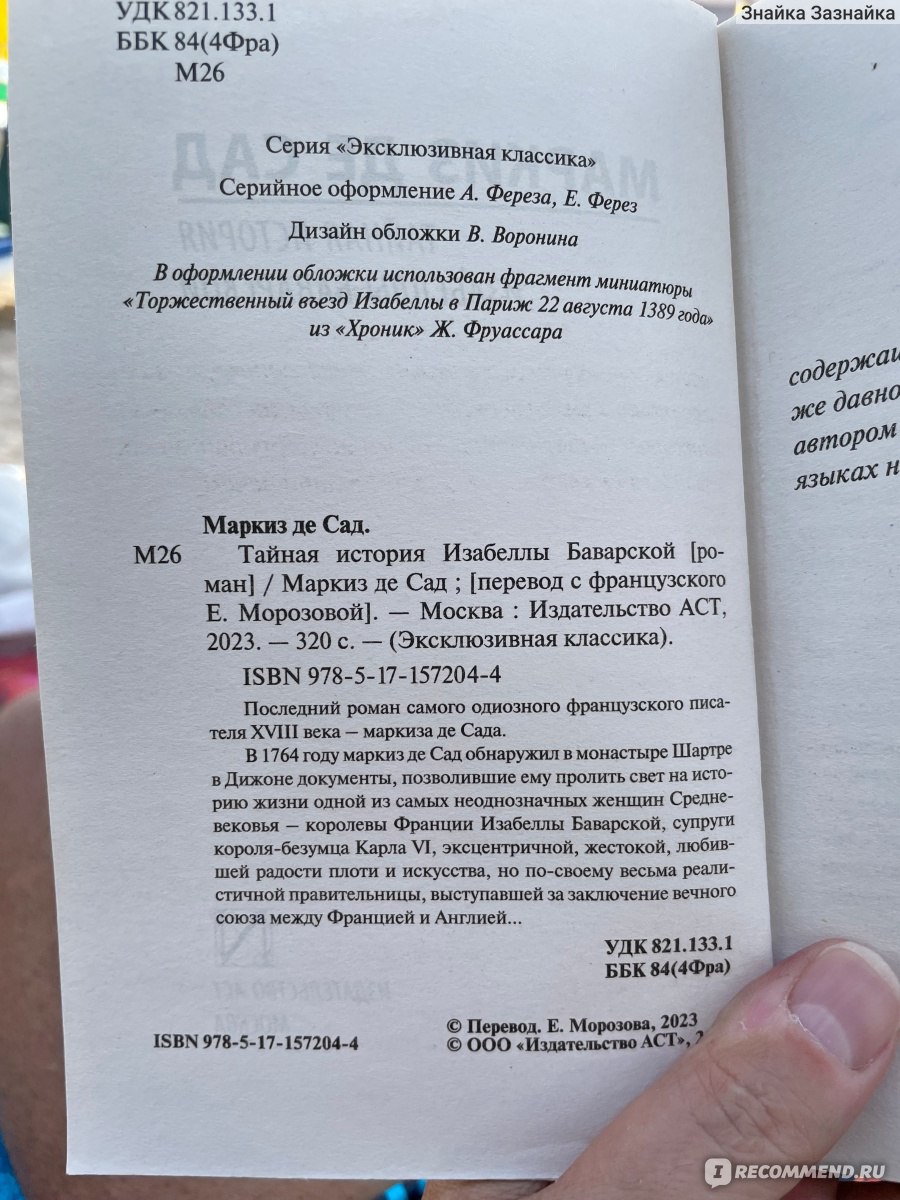 Знайка Зазнайка
УДК 821.133.1
ББК 84(4Фра)
М26
Серия «Эксклюзивная классика»
Серийное оформление А. Фереза, Е. Ферез
Дизайн обложки В. Воронина
В оформлении обложки использован фрагмент миниатюры
«Торжественный въезд Изабеллы в Париж 22 августа 1389 года»
из «Хроник» Ж. Фруассара
Маркиз де Сад.
М26 Тайная история Изабеллы Баварской [ро-
ман] / Маркиз де Сад ; [перевод с французского
Е. Морозовой]. — Москва : Издательство АСТ,
2023. — 320 с. — (Эксклюзивная классика).
ISBN 978-5-17-157204-4
Последний роман самого одиозного французского писа-
теля XVIII века – маркиза де Сада.
В 1764 году маркиз де Сад обнаружил в монастыре Шартре
в Дижоне документы, позволившие ему пролить свет на исто-
рию жизни одной из самых неоднозначных женщин Средне-
вековья – королевы Франции Изабеллы Баварской, супруги
короля-безумца Карла VI, эксцентричной, жестокой, любив-
шей радости плоти и искусства, но по-своему весьма реали-
стичной правительницы, выступавшей за заключение вечного
союза между Францией и Англией...
УДК 821.133.1
ББК 84(4Фра)
ISBN 978-5-17-157204-4
© Перевод. Е. Морозова, 2023
© ООО «Издательство АСТ»,
же давно
автором
языках
I RECOMMEND.RU